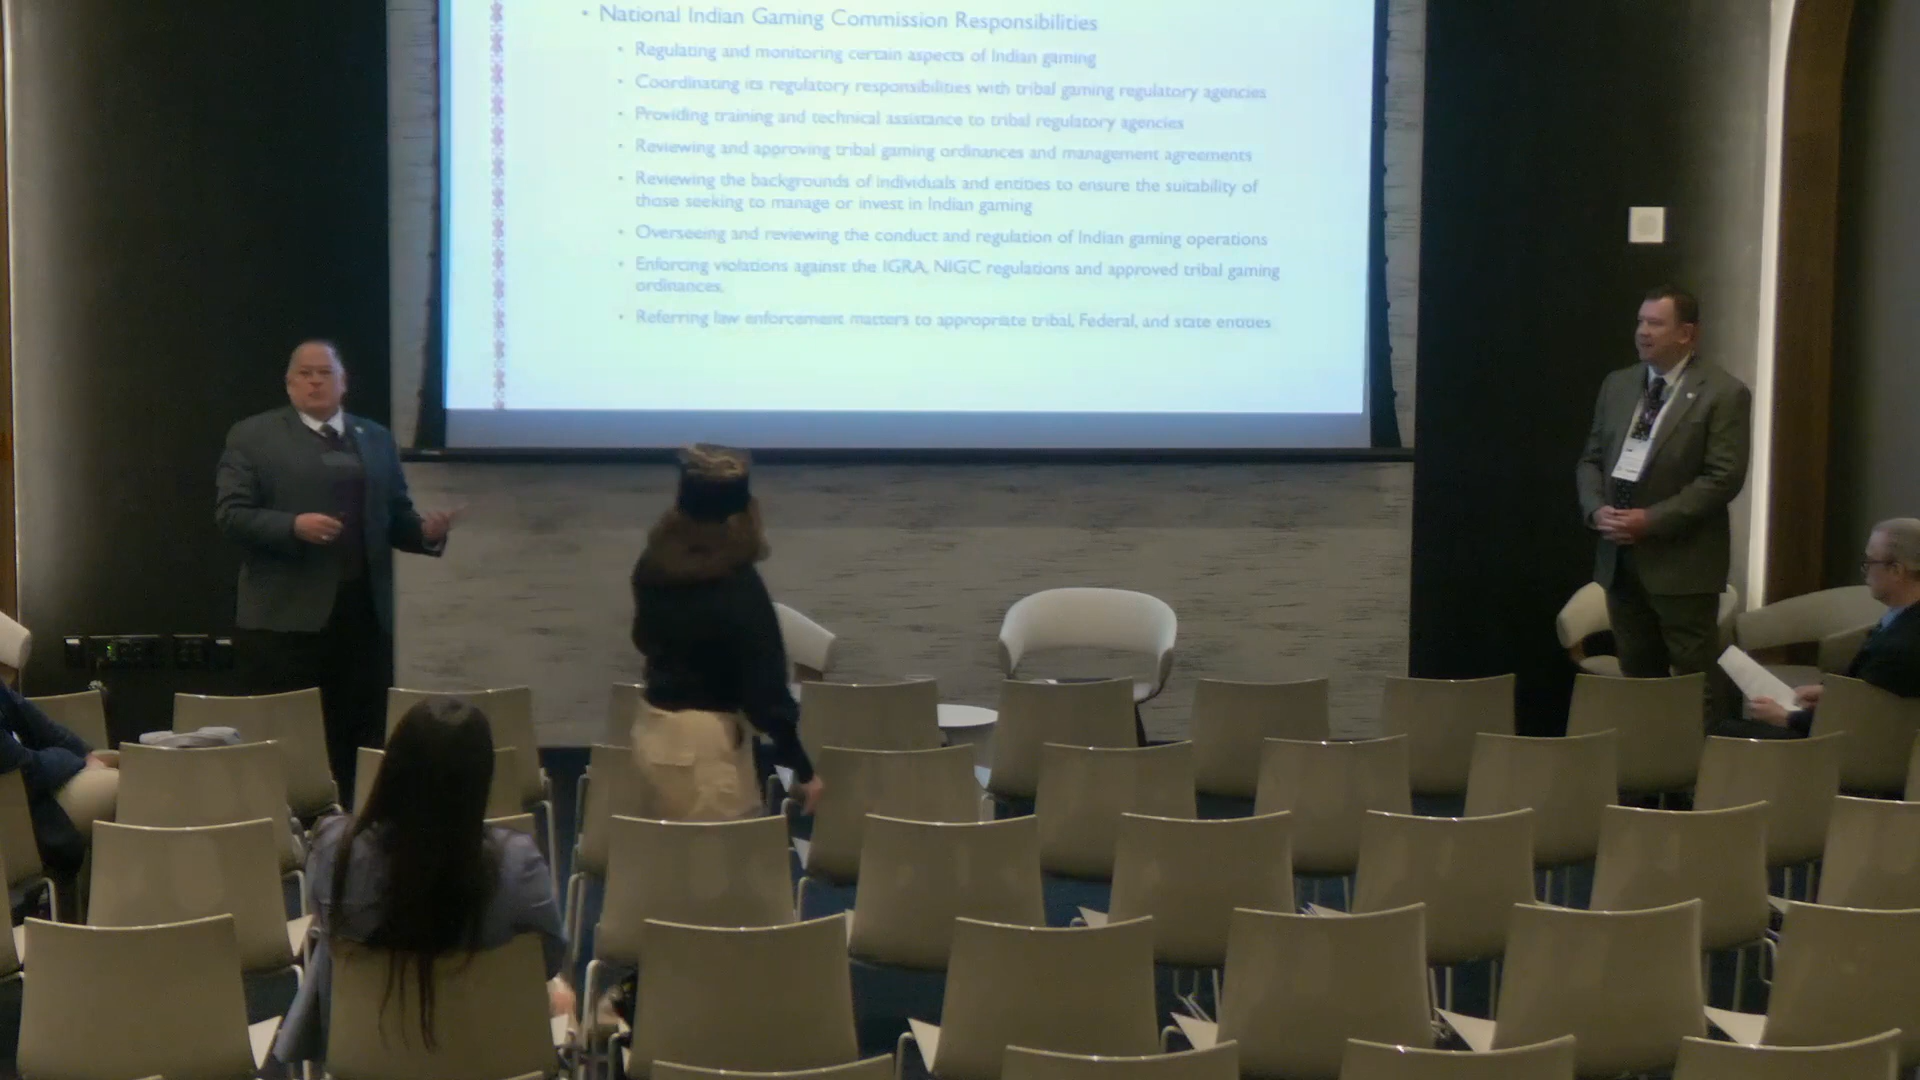 • National Indian Gaming Commission Responsibilities
• Regulating and monitoring certain aspects of Indian gaming
• Coordinating its regulatory responsibilities with tribal gaming regulatory agencies
• Providing training and technical assistance to tribal regulatory agencies
• Reviewing and approving tribal gaming ordinances and management agreements
• Reviewing the backgrounds of individuals and entities to ensure the suitability of
those seeking to manage or invest in Indian gaming
• Overseeing and reviewing the conduct and regulation of Indian gaming operations
• Enforcing violations against the IGRA, NIGC regulations and approved tribal gaming
ordinances.
• Referring law enforcement matters to appropriate tribal, Federal, and state entities